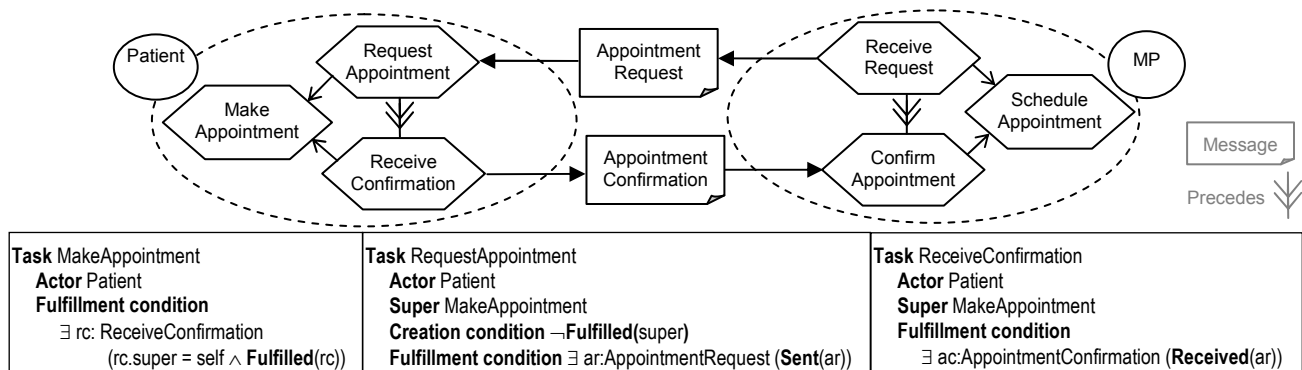 Patient
Request
Appointment
Make
Appointment
Receive
Confirmation
Appointment
Request
Appointment
Confirmation
Receive
Request
MP
Schedule
Appointment
Confirm
Appointment
Message
Precedes
Task MakeAppointment
Actor Patient
Fulfillment condition
∃ rc: ReceiveConfirmation
(rc.super = self ∧ Fulfilled(rc))
Task RequestAppointment
Actor Patient
Super MakeAppointment
Creation condition ¬Fulfilled(super)
Fulfillment condition ∃ ar:AppointmentRequest (Sent(ar))
Task ReceiveConfirmation
Actor Patient
Super MakeAppointment
Fulfillment condition
∃ ac:AppointmentConfirmation (Received(ar))